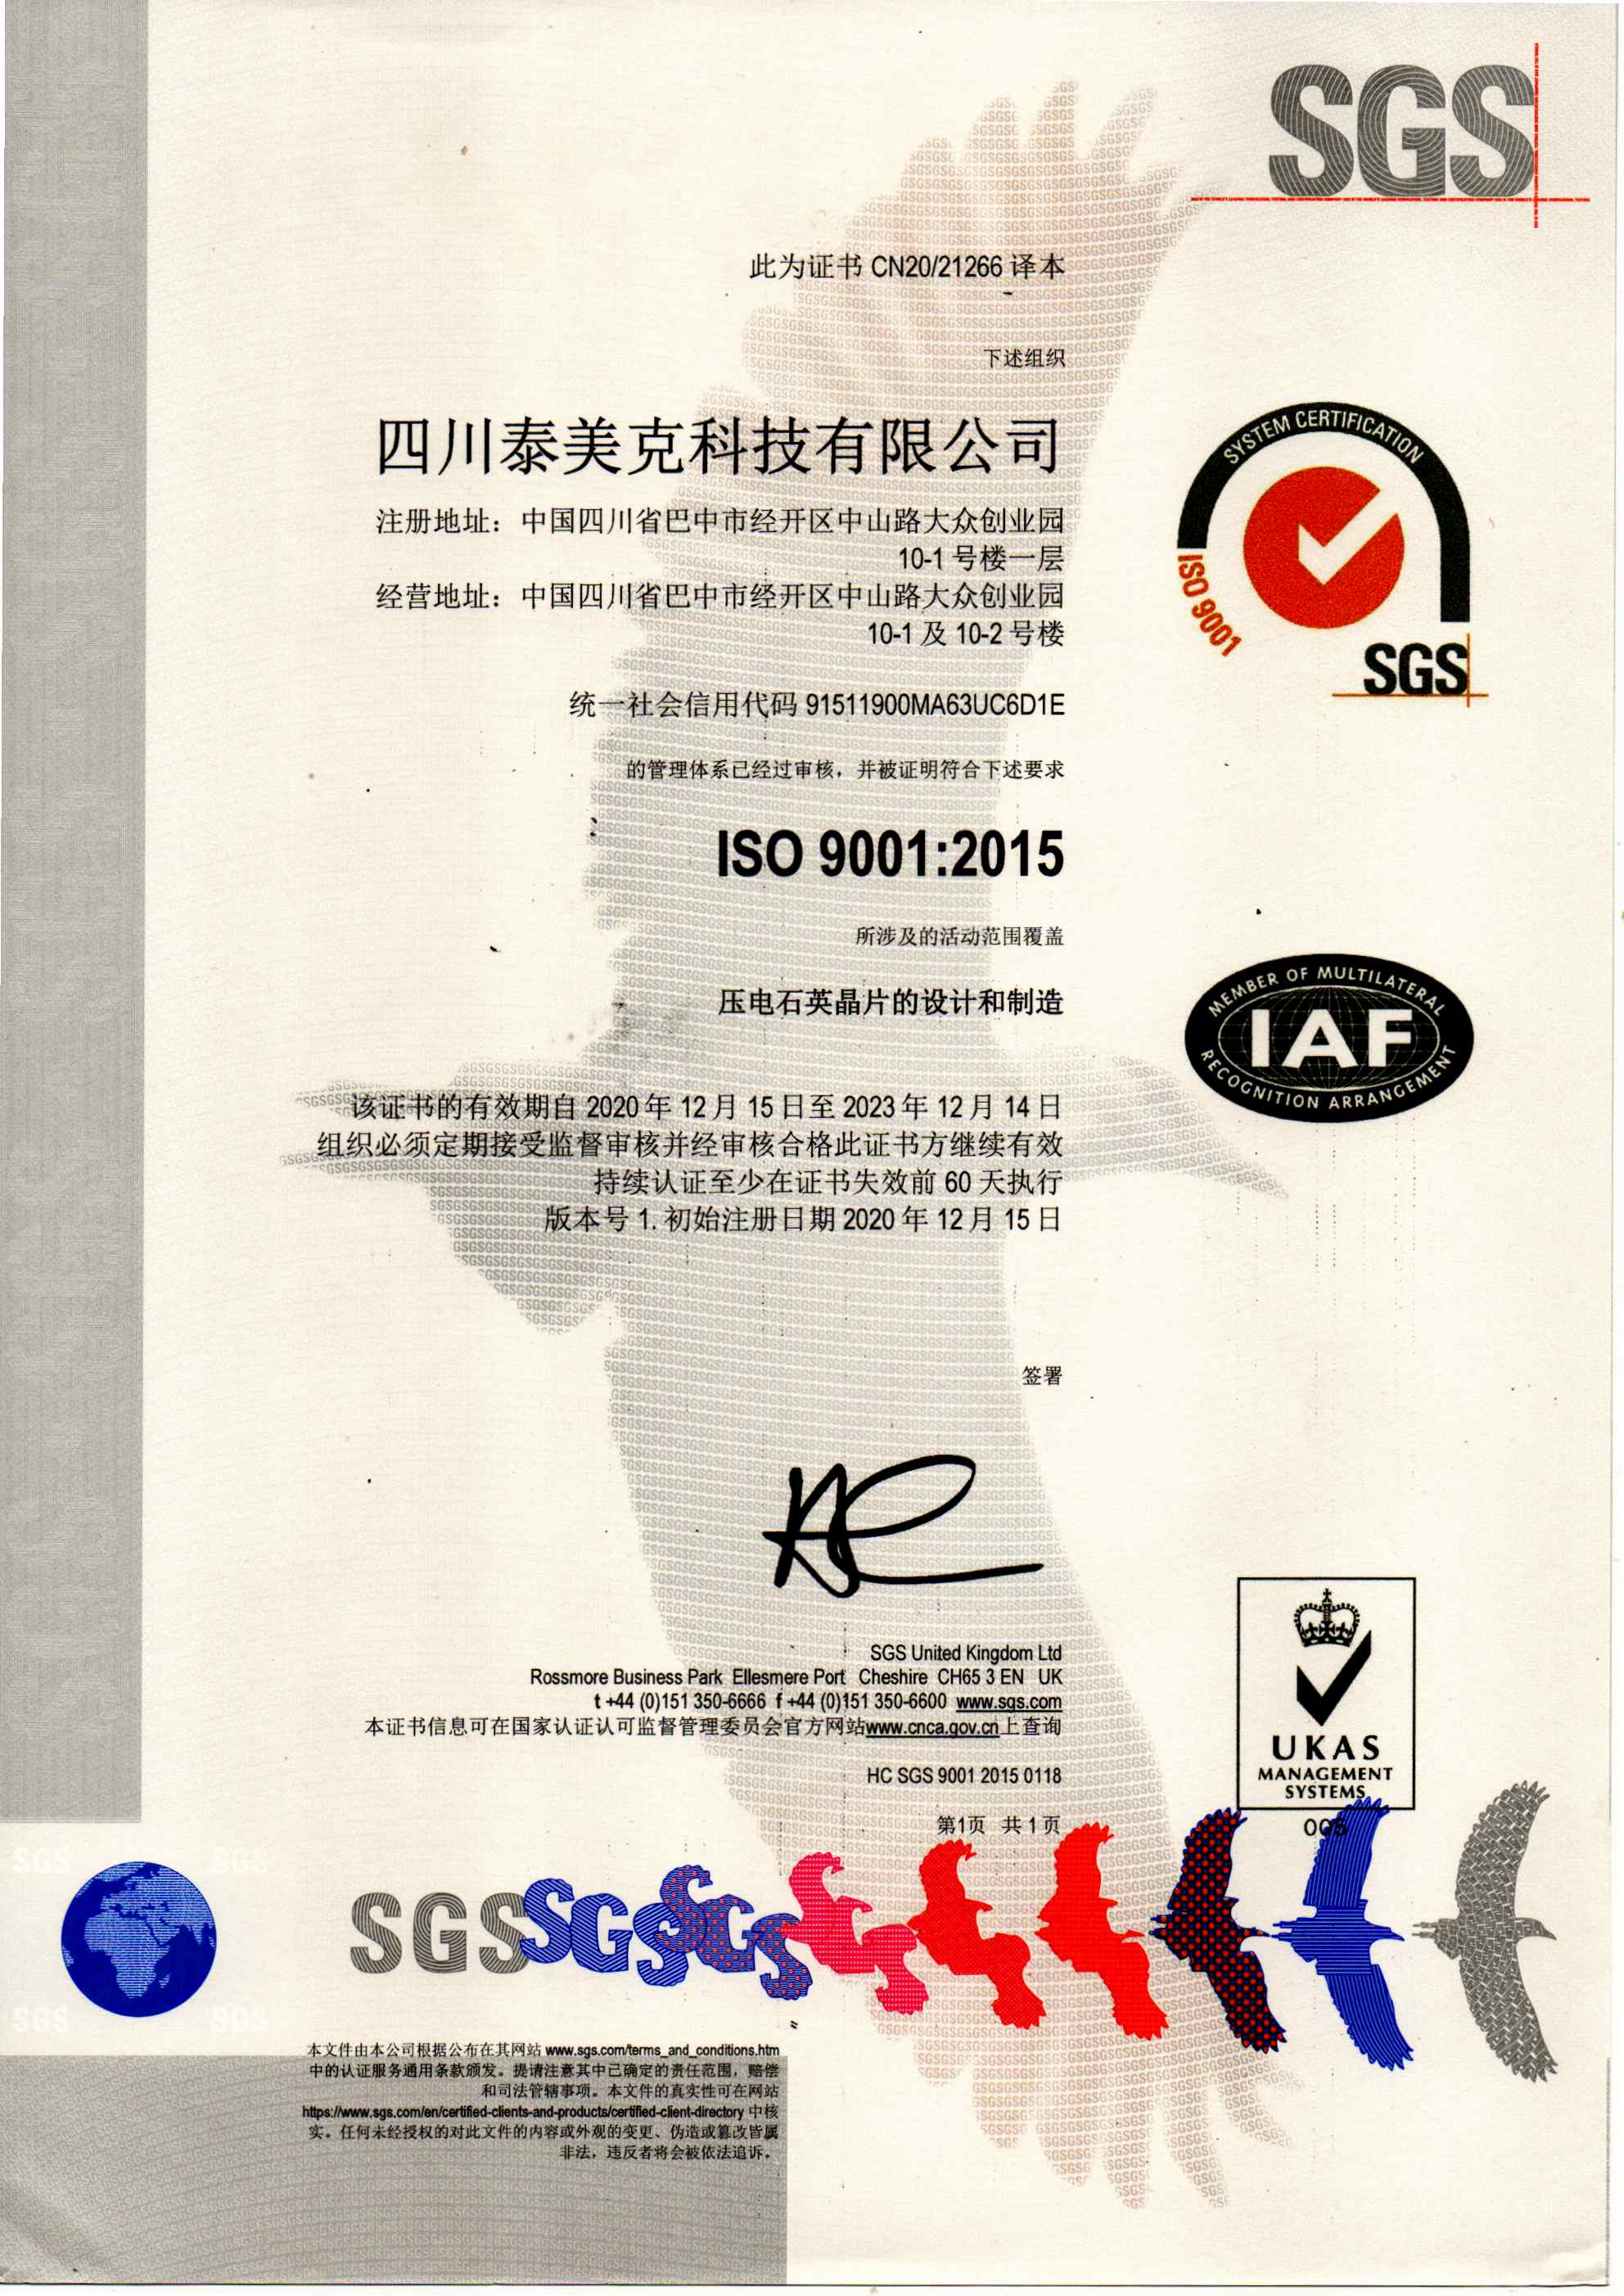 SGS
此为证书 CN20/21266 译本
下述组织
四川泰美克科技有限公司
注册地址：中国四川省巴中市经开区中山路大众创业园
10-1 号楼一层
经营地址：中国四川省巴中市经开区中山路大众创业园
10-1 及 10-2 号楼
统一社会信用代码 91511900MA63UC6D1E
的管理体系已经过审核，并被证明符合下述要求
ISO 9001:2015
所涉及的活动范围覆盖
压电石英晶片的设计和制造
该证书的有效期自 2020 年 12 月 15 日至 2023 年 12 月 14 日
组织必须定期接受监督审核并经审核合格此证书方继续有效
持续认证至少在证书失效前 60 天执行
版本号 1. 初始注册日期 2020 年 12 月 15 日
签署
SGS United Kingdom Ltd
Rossmore Business Park Ellesmere Port Cheshire CH65 3 EN UK
t +44 (0)151 350-6666 f +44 (0)151 350-6600 www.sgs.com
本证书信息可在国家认证认可监督管理委员会官方网站www.cnca.gov.cn上查询
HC SGS 9001 2015 0118
第1页 共 1 页
SYSTEM CERTIFICATION
ISO 9001
SGS
MEMBER OF MULTILATERAL
IAF
RECOGNITION ARRANGEMENT
UKAS
MANAGEMENT
SYSTEMS
005
SGS SGS SGS
本文件由本公司根据公布在其网站 www.sgs.com/terms_and_conditions.htm
中的认证服务通用条款颁发。提请注意其中已确定的责任范围，赔偿
和司法管辖事项。本文件的真实性可在网站
https://www.sgs.com/en/certified-clients-and-products/certified-client-directory 中核
实。任何未经授权的对此文件的内容或外观的变更、伪造或篡改皆属
非法，违反者将会被依法追诉。